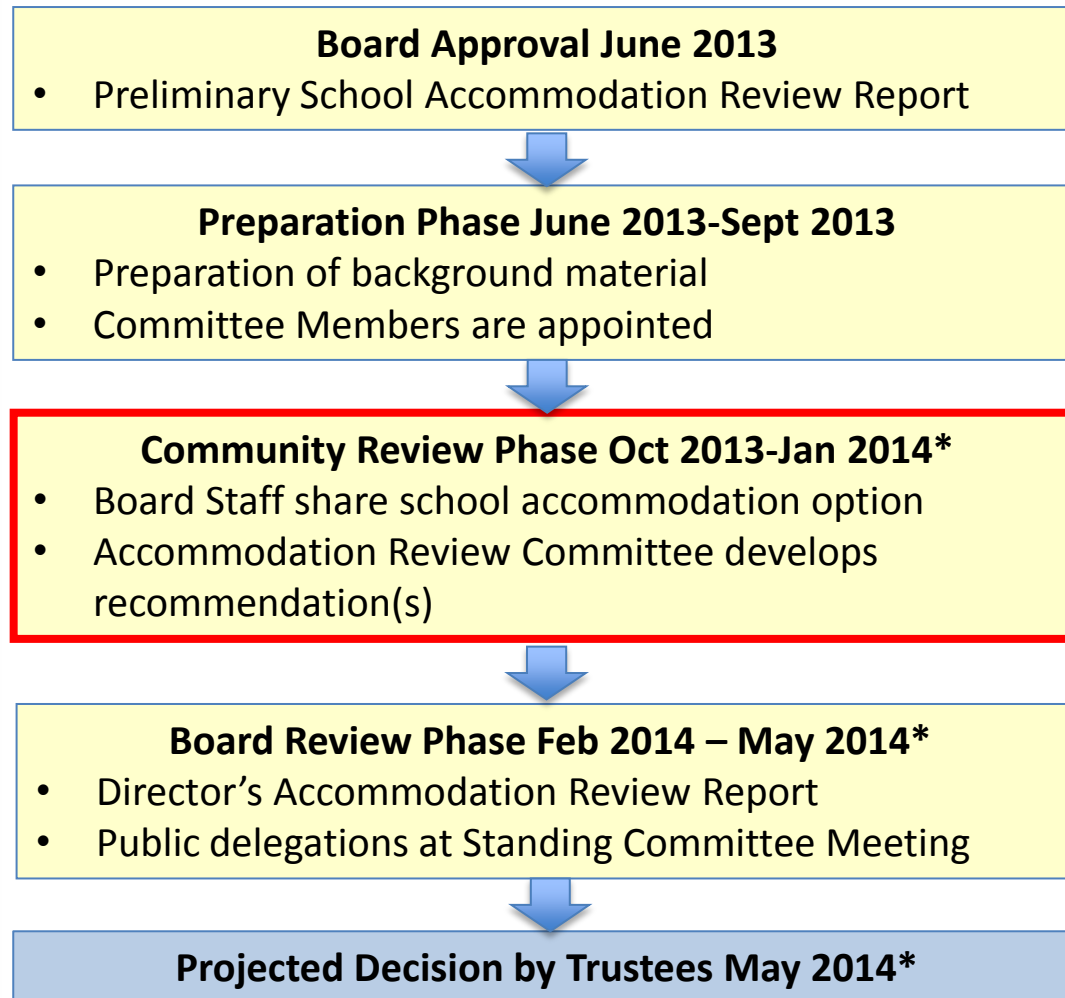 Board Approval June 2013
• Preliminary School Accommodation Review Report
Preparation Phase June 2013-Sept 2013
• Preparation of background material
• Committee Members are appointed
Community Review Phase Oct 2013-Jan 2014*
• Board Staff share school accommodation option
• Accommodation Review Committee develops
recommendation(s)
Board Review Phase Feb 2014 – May 2014*
• Director’s Accommodation Review Report
• Public delegations at Standing Committee Meeting
Projected Decision by Trustees May 2014*